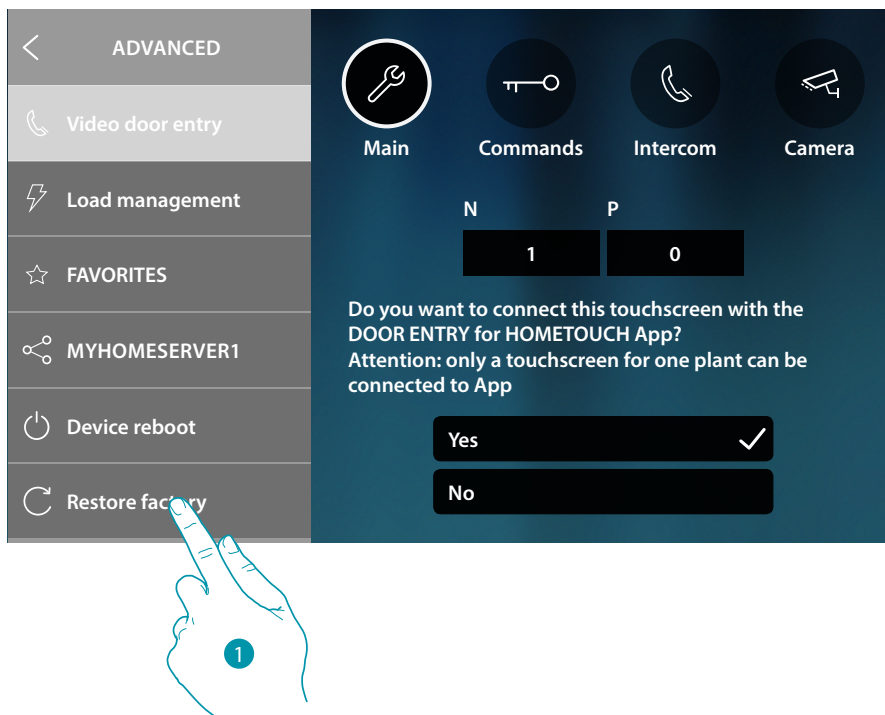 ADVANCED
Video door entry
Load management
FAVORITES
MYHOMESERVER1
Device reboot
Restore factory
Main
Commands
Intercom
Camera
N
P
1
0
Do you want to connect this touchscreen with the
DOOR ENTRY for HOMETOUCH App?
Attention: only a touchscreen for one plant can be
connected to App
Yes
No
1